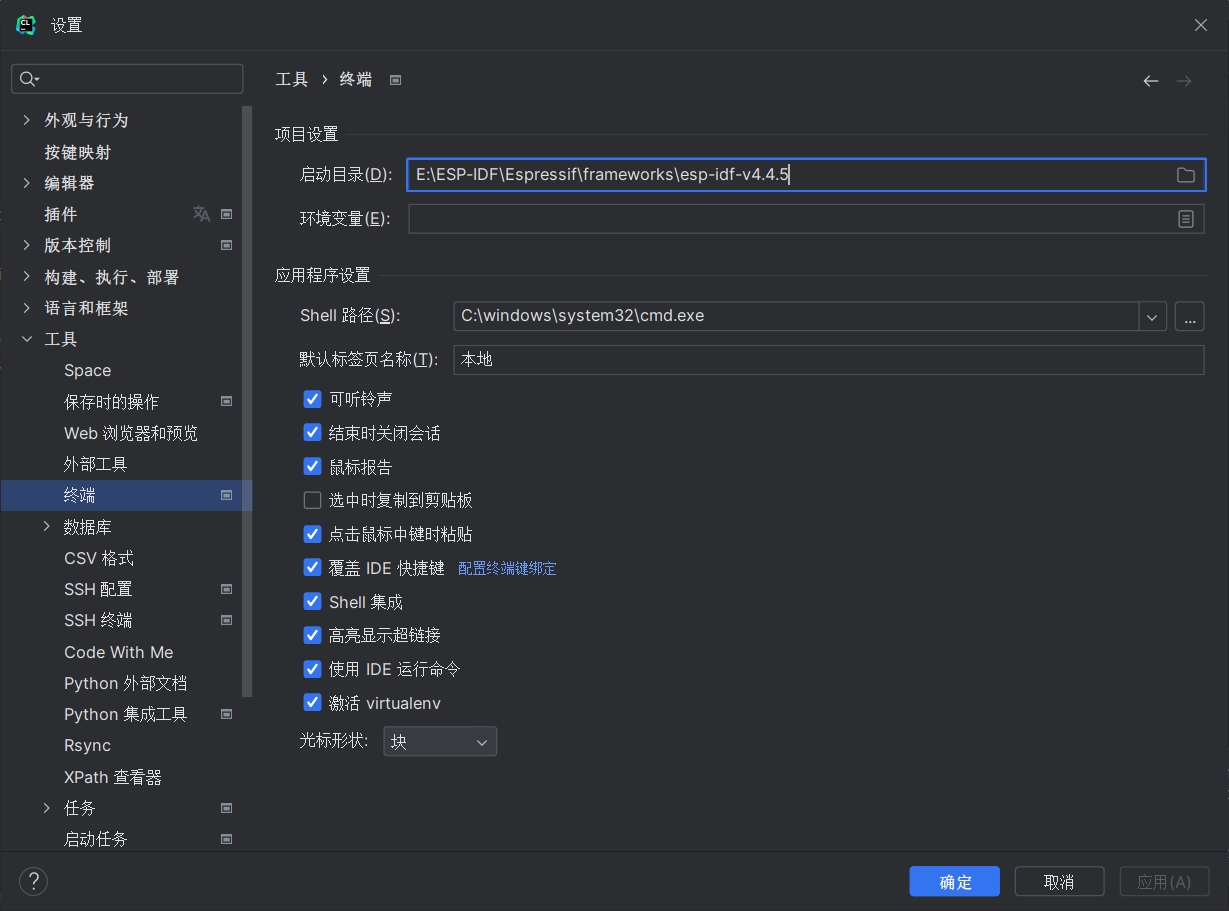 设置
工具 › 终端
外观与行为
按键映射
编辑器
插件
版本控制
构建、执行、部署
语言和框架
工具
Space
保存时的操作
Web 浏览器和预览
外部工具
终端
数据库
CSV 格式
SSH 配置
SSH 终端
Code With Me
Python 外部文档
Python 集成工具
Rsync
XPath 查看器
任务
启动任务
项目设置
启动目录(D): E:\ESP-IDF\Espressif\frameworks\esp-idf-v4.4.5
环境变量(E):
应用程序设置
Shell 路径(S): C:\windows\system32\cmd.exe ...
默认标签页名称(T): 本地
可听铃声
结束时关闭会话
鼠标报告
选中时复制到剪贴板
点击鼠标中键时粘贴
覆盖 IDE 快捷键 配置终端键绑定
Shell 集成
高亮显示超链接
使用 IDE 运行命令
激活 virtualenv
光标形状: 块
? 确定 取消 应用(A)